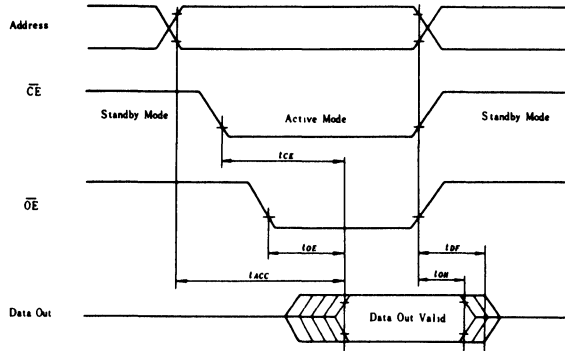 Address
CE
Standby Mode
Active Mode
Standby Mode
tCE
OE
tOE
tDF
tACC
tOH
Data Out
Data Out Valid